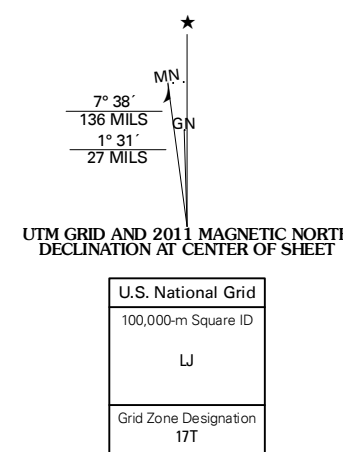 ★
MN
7° 38´
136 MILS
GN
1° 31´
27 MILS
UTM GRID AND 2011 MAGNETIC NORTH
DECLINATION AT CENTER OF SHEET
U.S. National Grid
100,000-m Square ID
LJ
Grid Zone Designation
17T